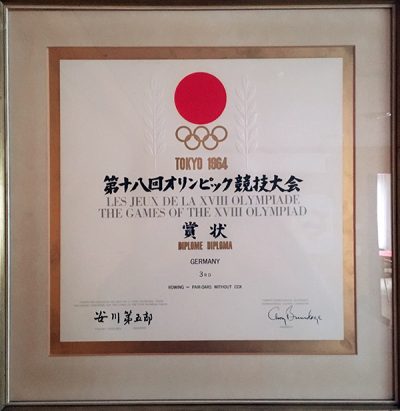 TOKYO 1964
第十八回オリンピック競技大会
LES JEUX DE LA XVIII OLYMPIADE
THE GAMES OF THE XVIII OLYMPIAD
賞状
DIPLOME DIPLOMA
GERMANY
3RD
ROWING — PAIR-OARS WITHOUT COX
安川第五郎
Avery Brundage